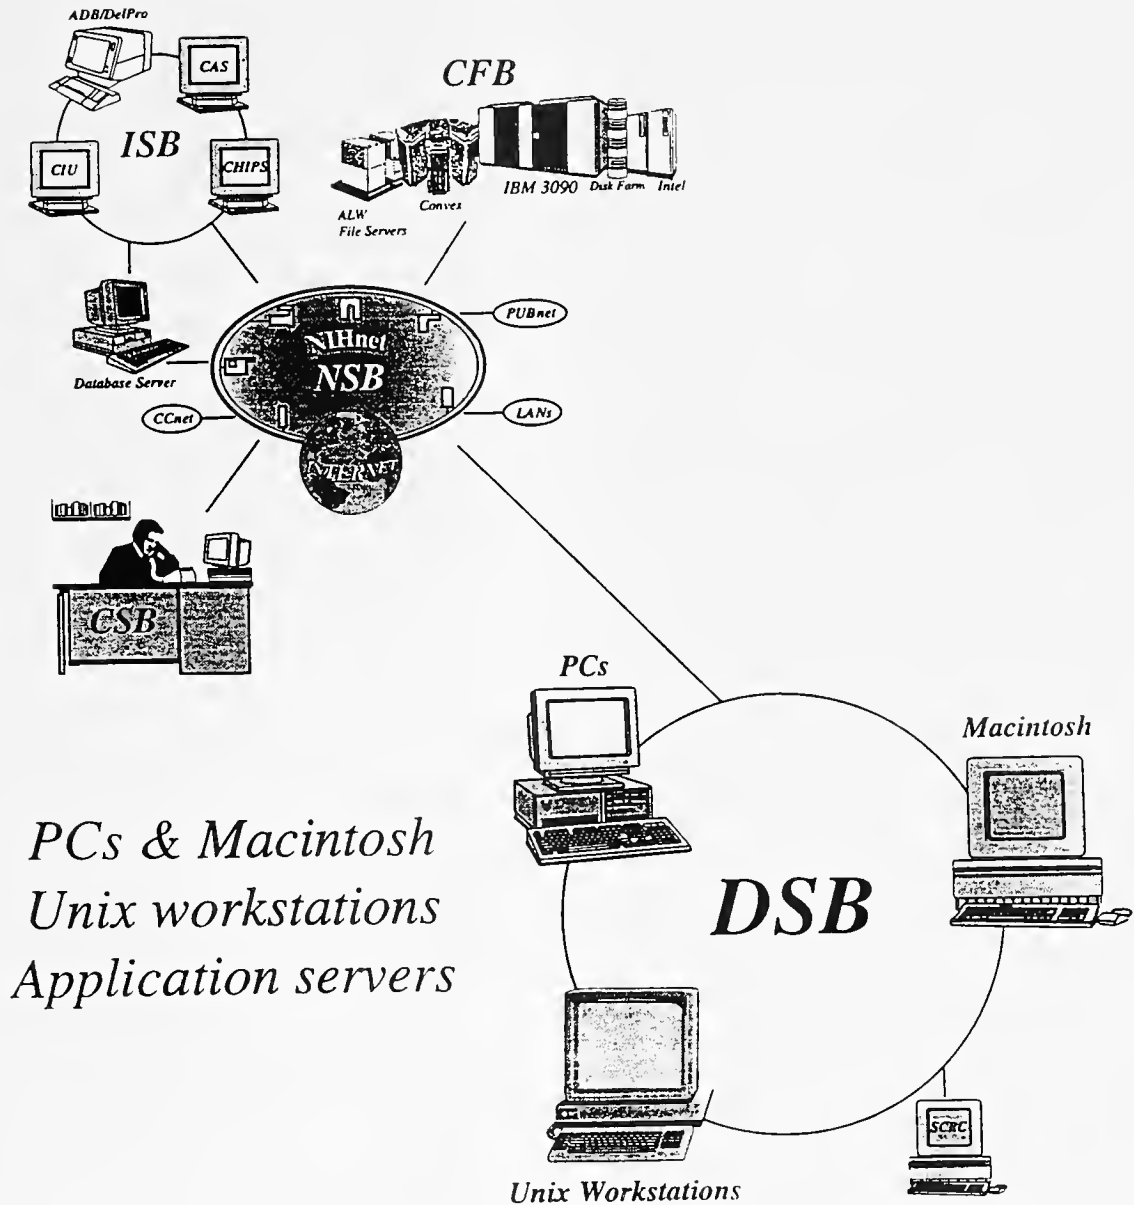 ADB/DelPro
CAS
ISB
CIU
CHIPS
CFB
IBM 3090
Disk Farm
Intel
Convex
ALW
File Servers
PUBnet
NIHnet
NSB
Database Server
CCnet
LANs
INTERNET
CSB
PCs
Macintosh
PCs & Macintosh
Unix workstations
Application servers
DSB
SCRC
Unix Workstations